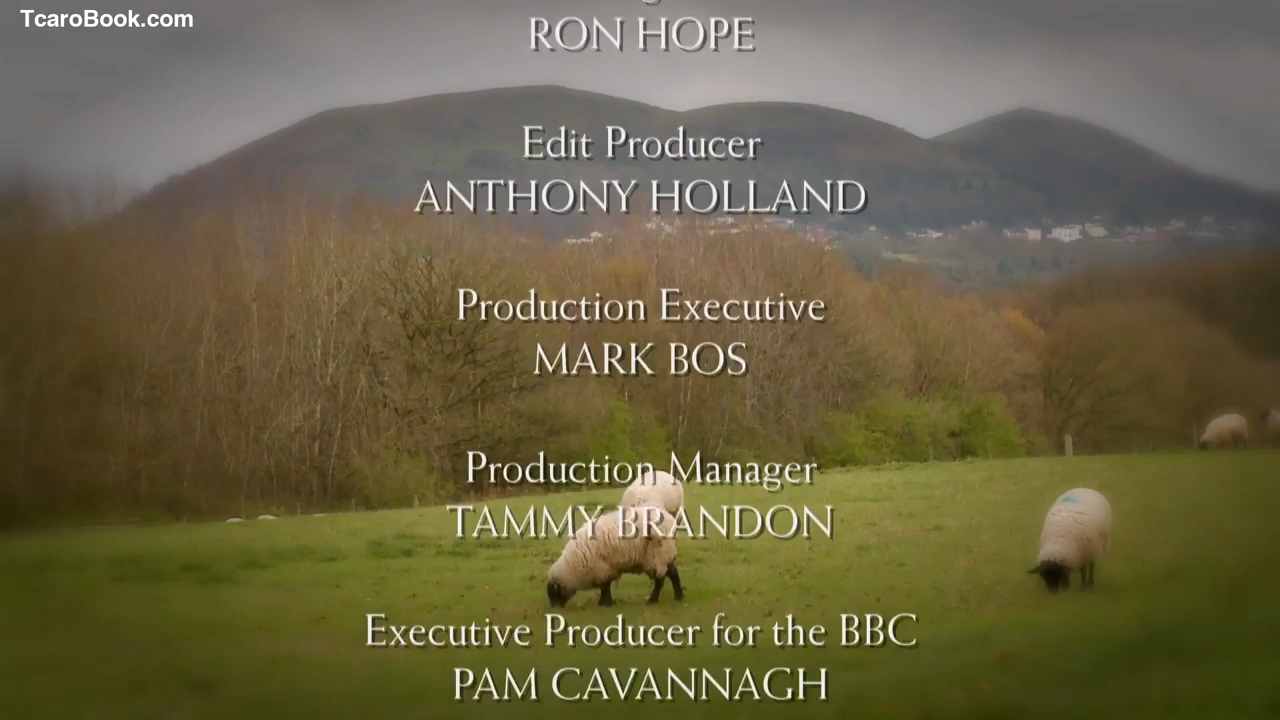 TcaroBook.com
RON HOPE
Edit Producer
ANTHONY HOLLAND
Production Executive
MARK BOS
Production Manager
TAMMY BRANDON
Executive Producer for the BBC
PAM CAVANNAGH